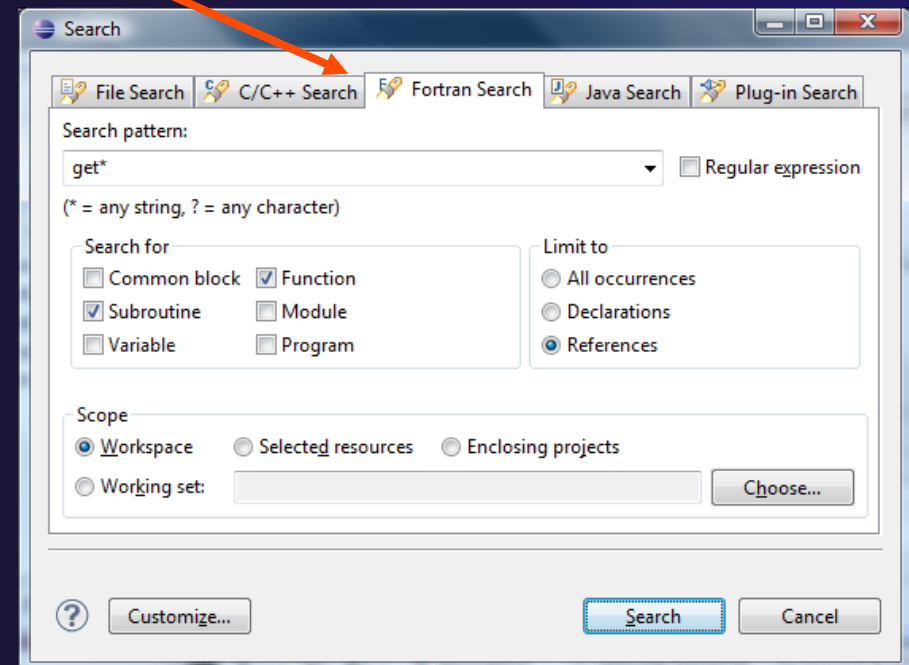 Search
File Search C/C++ Search Fortran Search Java Search Plug-in Search
Search pattern:
get* Regular expression
(* = any string, ? = any character)
Search for Limit to
Common block Function All occurrences
Subroutine Module Declarations
Variable Program References
Scope
Workspace Selected resources Enclosing projects
Working set: Choose...
? Customize... Search Cancel